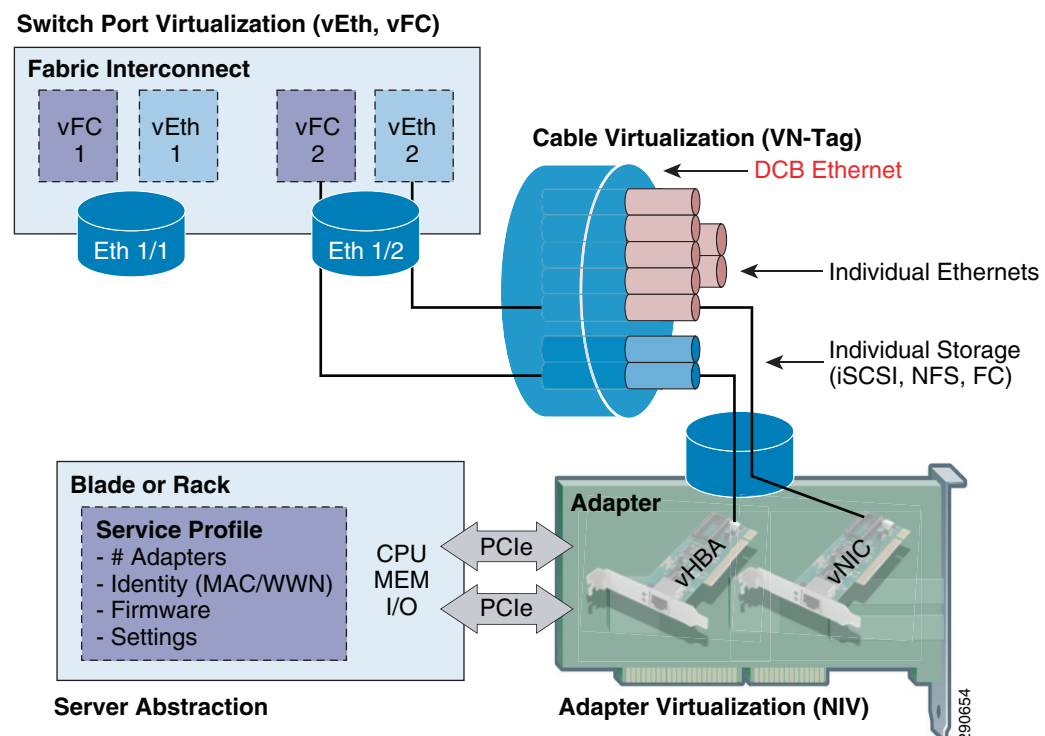 Switch Port Virtualization (vEth, vFC)
Fabric Interconnect
vFC
1
vEth
1
vFC
2
vEth
2
Eth 1/1
Eth 1/2
Cable Virtualization (VN-Tag)
DCB Ethernet
Individual Ethernets
Individual Storage
(iSCSI, NFS, FC)
Blade or Rack
Service Profile
- # Adapters
- Identity (MAC/WWN)
- Firmware
- Settings
CPU
MEM
I/O
PCIe
PCIe
Adapter
vHBA
vNIC
Server Abstraction
Adapter Virtualization (NIV)
290654